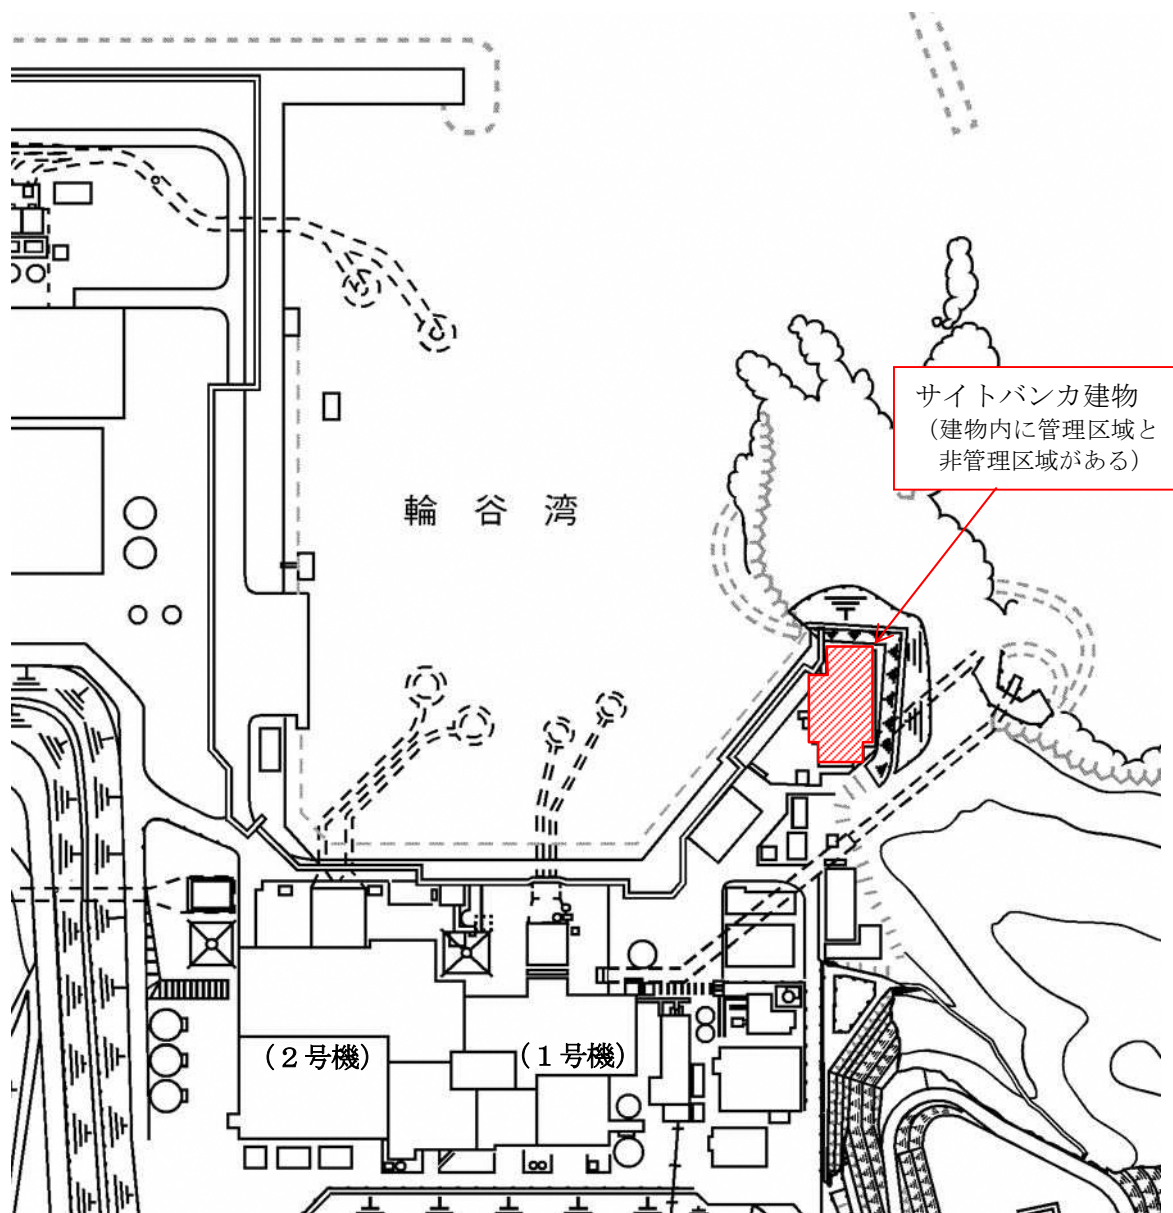 サイトバンカ建物
（建物内に管理区域と
非管理区域がある）
輪谷湾
（２号機）
（１号機）